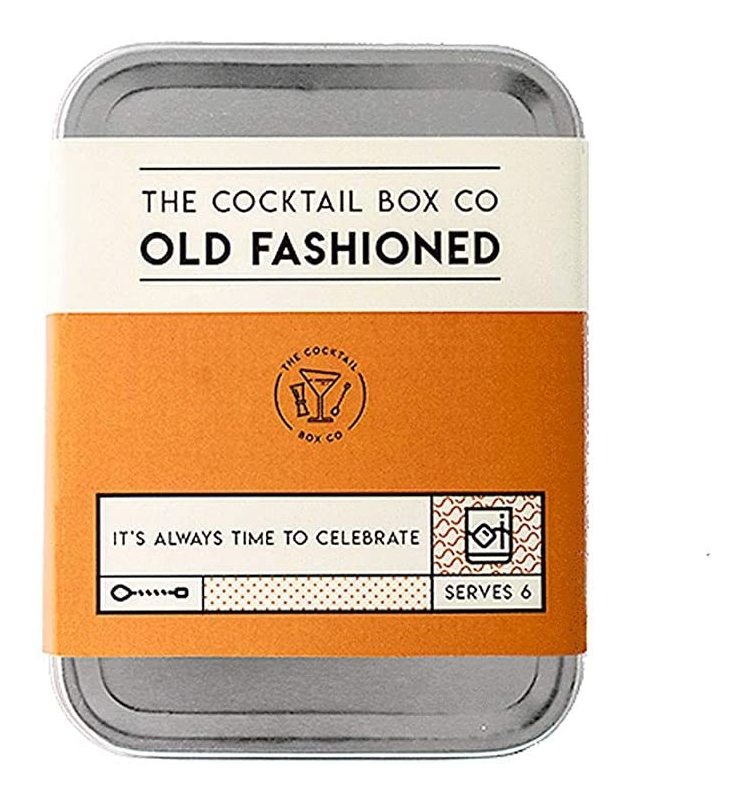 THE COCKTAIL BOX CO
OLD FASHIONED
THE COCKTAIL
BOX CO
IT'S ALWAYS TIME TO CELEBRATE
SERVES 6